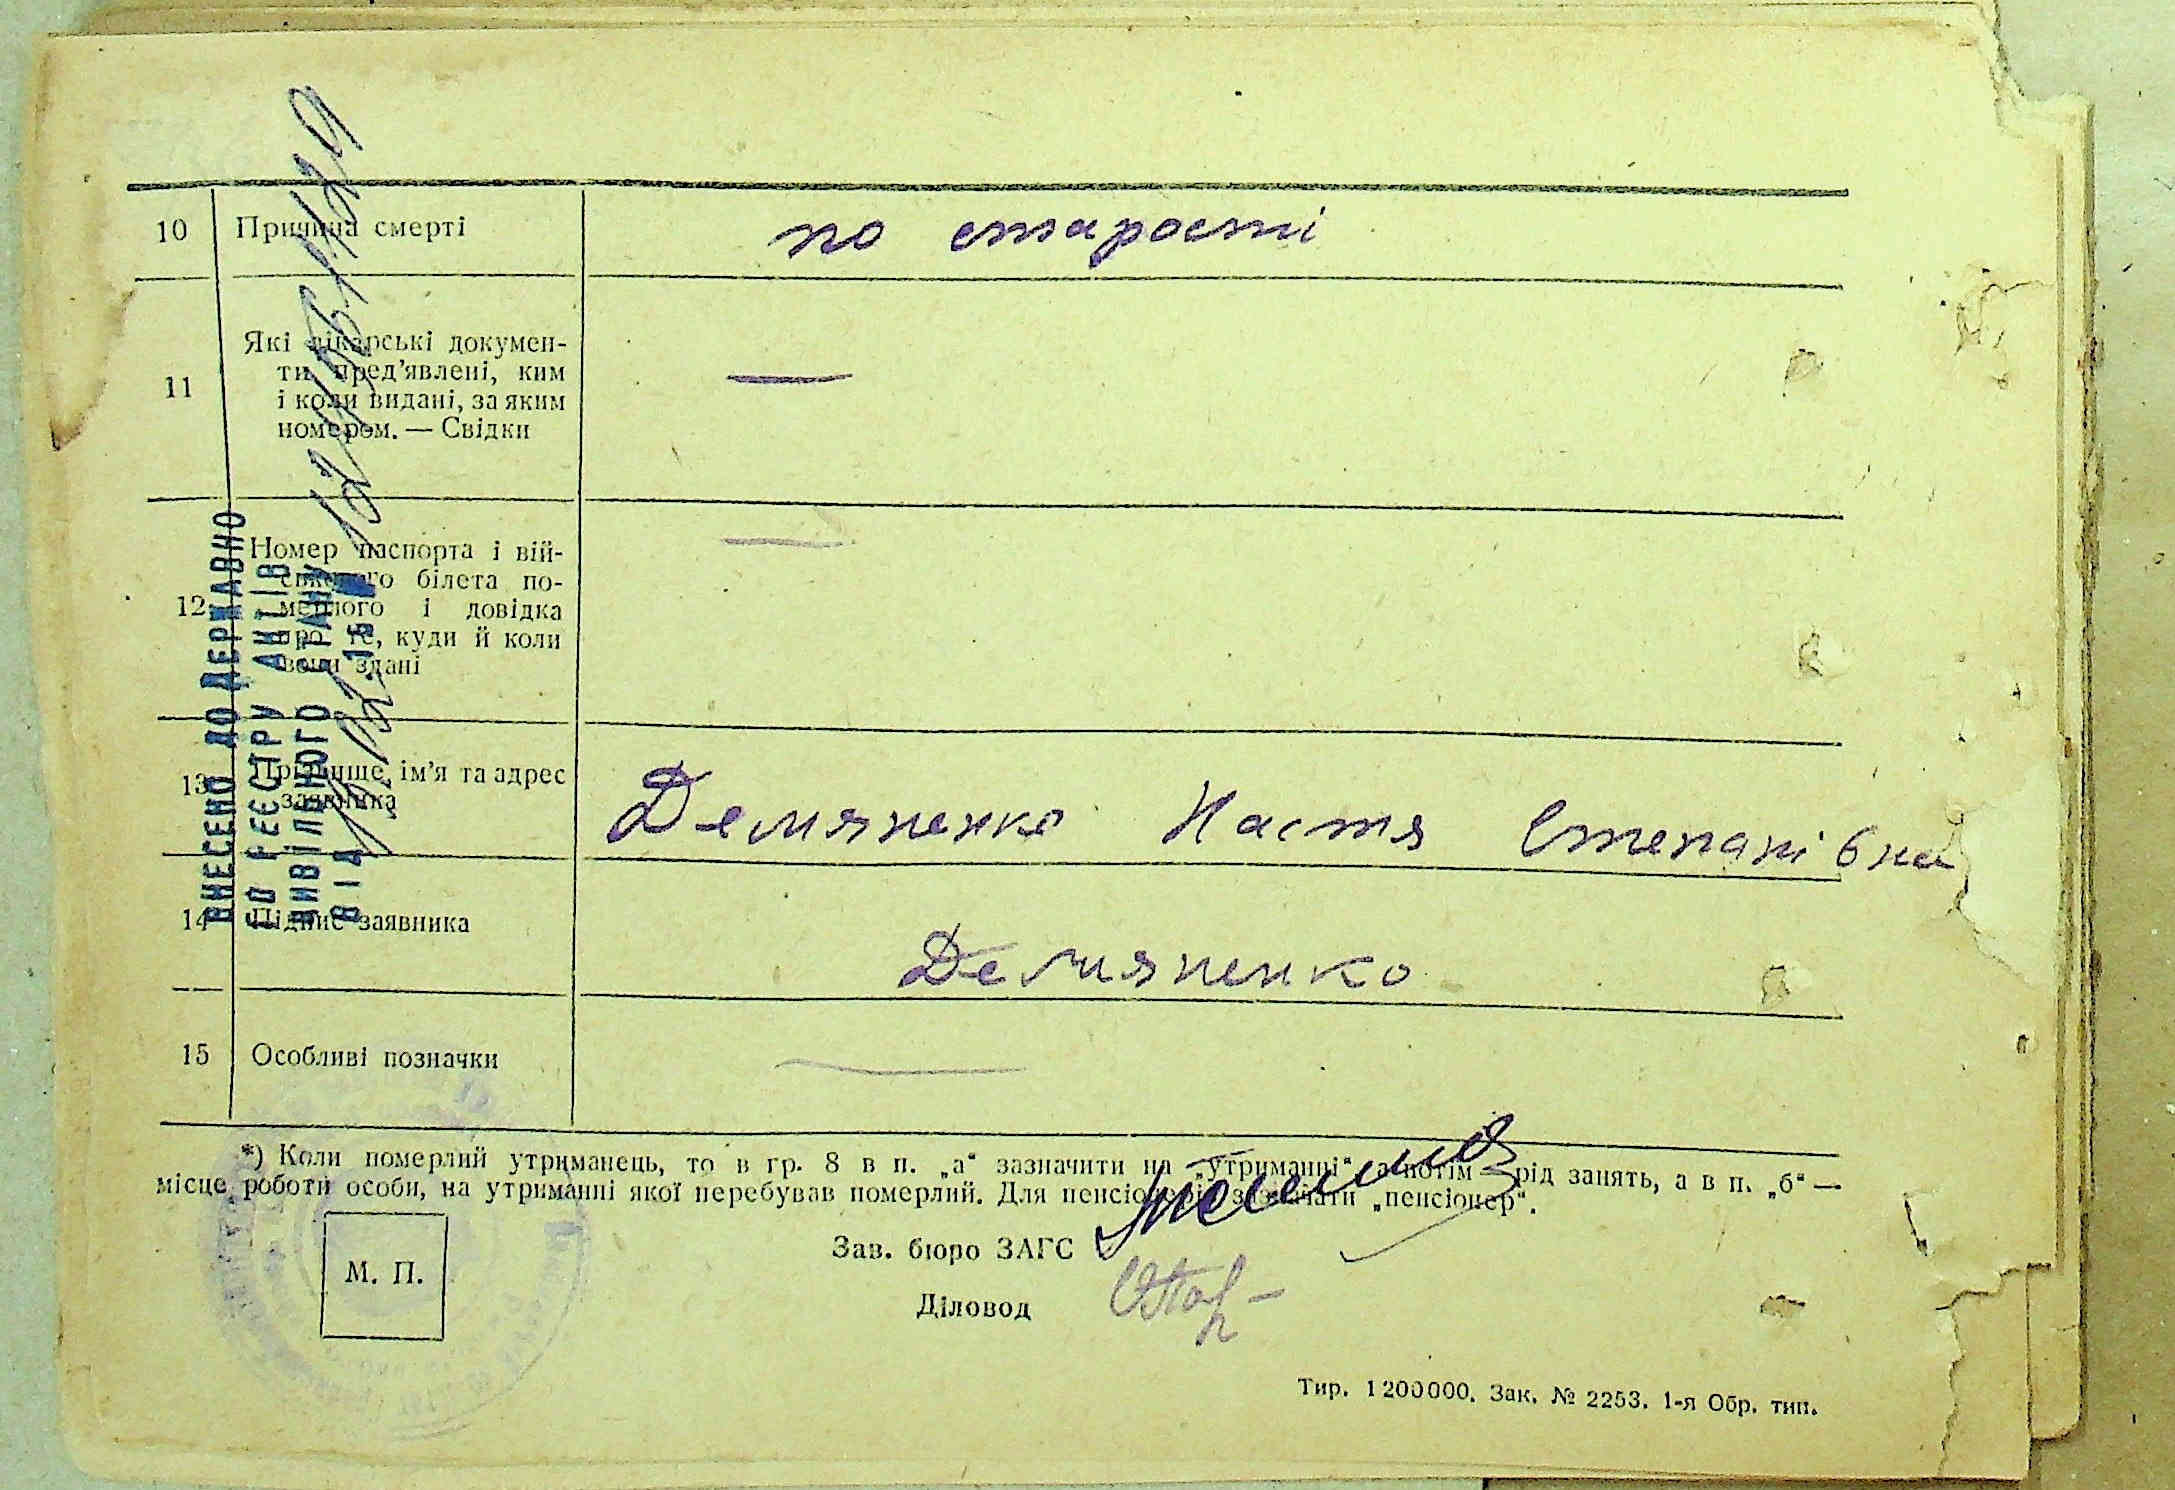 10 Причина смерті по старості
11 Які лікарські докумен-
ти пред’явлені, ким
і коли видані, за яким
номером. — Свідки —
12 Номер паспорта і вій-
ськового білета по-
мерлого і довідка
про те, куди й коли
вони здані —
13 Прізвище, ім’я та адрес
заявника Демяненко Настя Степанівна
14 Підпис заявника Демяненко
15 Особливі позначки —
*) Коли померлий утриманець, то в гр. 8 в п. „а“ зазначити на „утриманні“, а потім — рід занять, а в п. „б“ —
місце роботи особи, на утриманні якої перебував померлий. Для пенсіонерів зазначати „пенсіонер“.
Зав. бюро ЗАГС
М. П.
Діловод
Тир. 1200000. Зак. № 2253. 1-я Обр. тип.
ВНЕСЕНО ДО ДЕРЖАВНО
ГО РЕЄСТРУ АКТІВ
ЦИВІЛЬНОГО СТАНУ
ВІД